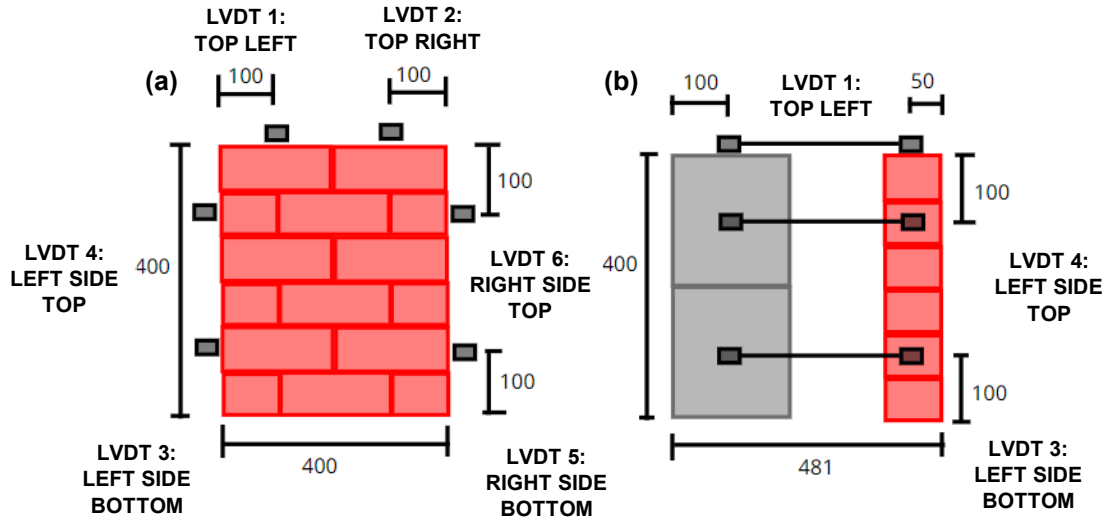 LVDT 1:
TOP LEFT
LVDT 2:
TOP RIGHT
(a)
100
100
100
LVDT 4:
LEFT SIDE
TOP
400
LVDT 6:
RIGHT SIDE
TOP
100
LVDT 3:
LEFT SIDE
BOTTOM
400
LVDT 5:
RIGHT SIDE
BOTTOM
(b)
100
LVDT 1:
TOP LEFT
50
100
400
LVDT 4:
LEFT SIDE
TOP
100
481
LVDT 3:
LEFT SIDE
BOTTOM